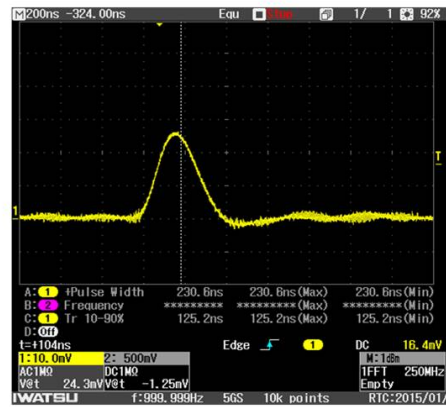 M 200ns -324.00ns Equ Stop 1/ 1 92%
T
1
A: 1 +Pulse Width 230.6ns 230.6ns(Max) 230.6ns(Min)
B: 2 Frequency ********* *********(Max) *********(Min)
C: 1 Tr 10-90% 125.2ns 125.2ns(Max) 125.2ns(Min)
D: Off
t=+104ns Edge 1 DC 16.4mV
1:10.0mV 2: 500mV M:1dBm
AC1MΩ DC1MΩ 1FFT 250MHz
V@t 24.3mV V@t -1.25mV Empty
IWATSU f:999.999Hz 5GS 10k points RTC:2015/01/